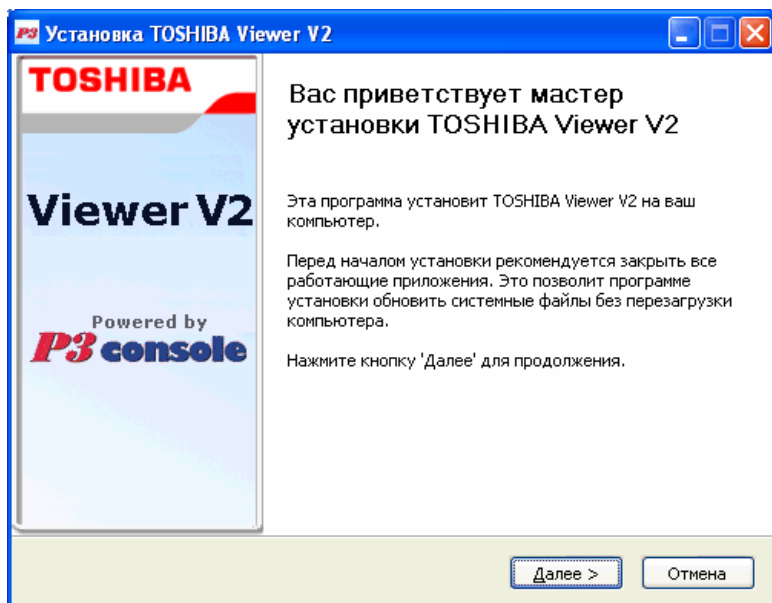 P3 Установка TOSHIBA Viewer V2
TOSHIBA
Viewer V2
Powered by
P3 console
Вас приветствует мастер
установки TOSHIBA Viewer V2
Эта программа установит TOSHIBA Viewer V2 на ваш
компьютер.
Перед началом установки рекомендуется закрыть все
работающие приложения. Это позволит программе
установки обновить системные файлы без перезагрузки
компьютера.
Нажмите кнопку 'Далее' для продолжения.
Далее >
Отмена